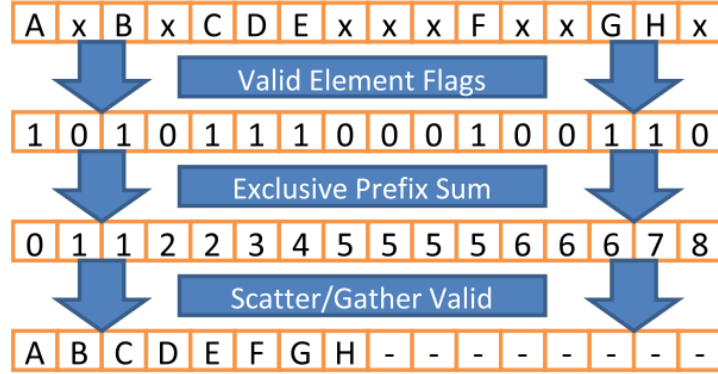 A x B x C D E x x x F x x G H x
Valid Element Flags
1 0 1 0 1 1 1 0 0 0 1 0 0 1 1 0
Exclusive Prefix Sum
0 1 1 2 2 3 4 5 5 5 5 6 6 6 7 8
Scatter/Gather Valid
A B C D E F G H - - - - - - - -